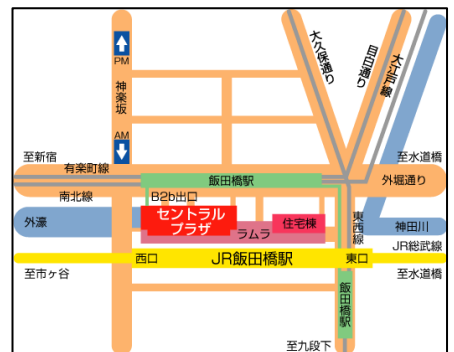 PM
神楽坂
AM
大久保通り
目白通り
大江戸線
至新宿
有楽町線
飯田橋駅
至水道橋
外堀通り
南北線
B2b出口
外濠
セントラル
プラザ
ラムラ
住宅棟
東西線
神田川
JR総武線
西口
JR飯田橋駅
東口
至市ヶ谷
至水道橋
飯田橋駅
至九段下